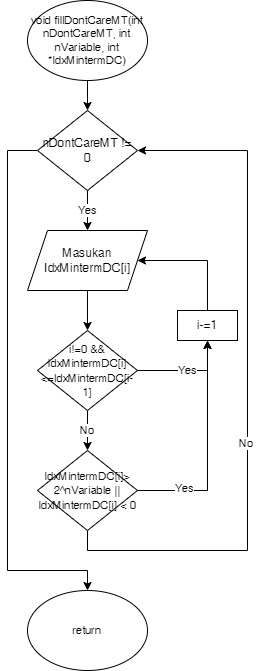 void fillDontCareMT(int
nDontCareMT, int
nVariable, int
*IdxMintermDC)
nDontCareMT !=
0
Yes
Masukan
IdxMintermDC[i]
i-=1
i!=0 &&
IdxMintermDC[i]
<=IdxMintermDC[i-
1]
Yes
No
IdxMintermDC[i]>
2^nVariable ||
IdxMintermDC[i] < 0
Yes
No
return